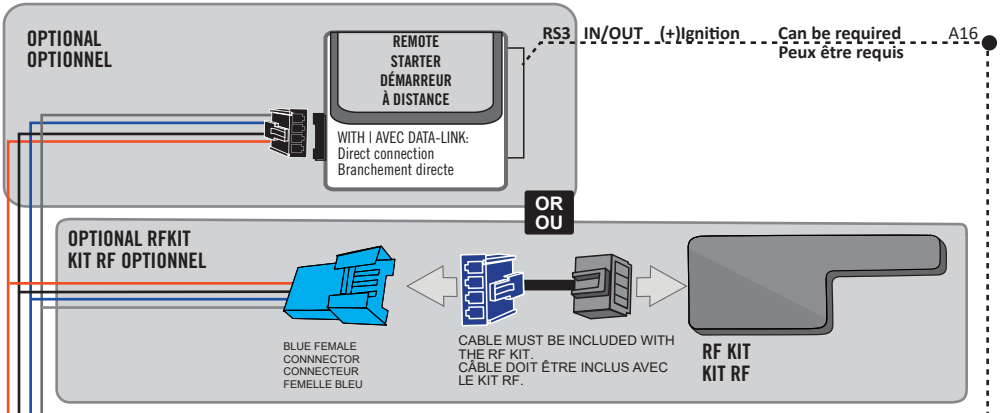 OPTIONAL
OPTIONNEL
REMOTE
STARTER
DÉMARREUR
À DISTANCE
WITH | AVEC DATA-LINK:
Direct connection
Branchement directe
RS3 IN/OUT (+)Ignition Can be required A16
Peux être requis
OR
OU
OPTIONAL RFKIT
KIT RF OPTIONNEL
BLUE FEMALE
CONNNECTOR
CONNECTEUR
FEMELLE BLEU
CABLE MUST BE INCLUDED WITH
THE RF KIT.
CÂBLE DOIT ÊTRE INCLUS AVEC
LE KIT RF.
RF KIT
KIT RF